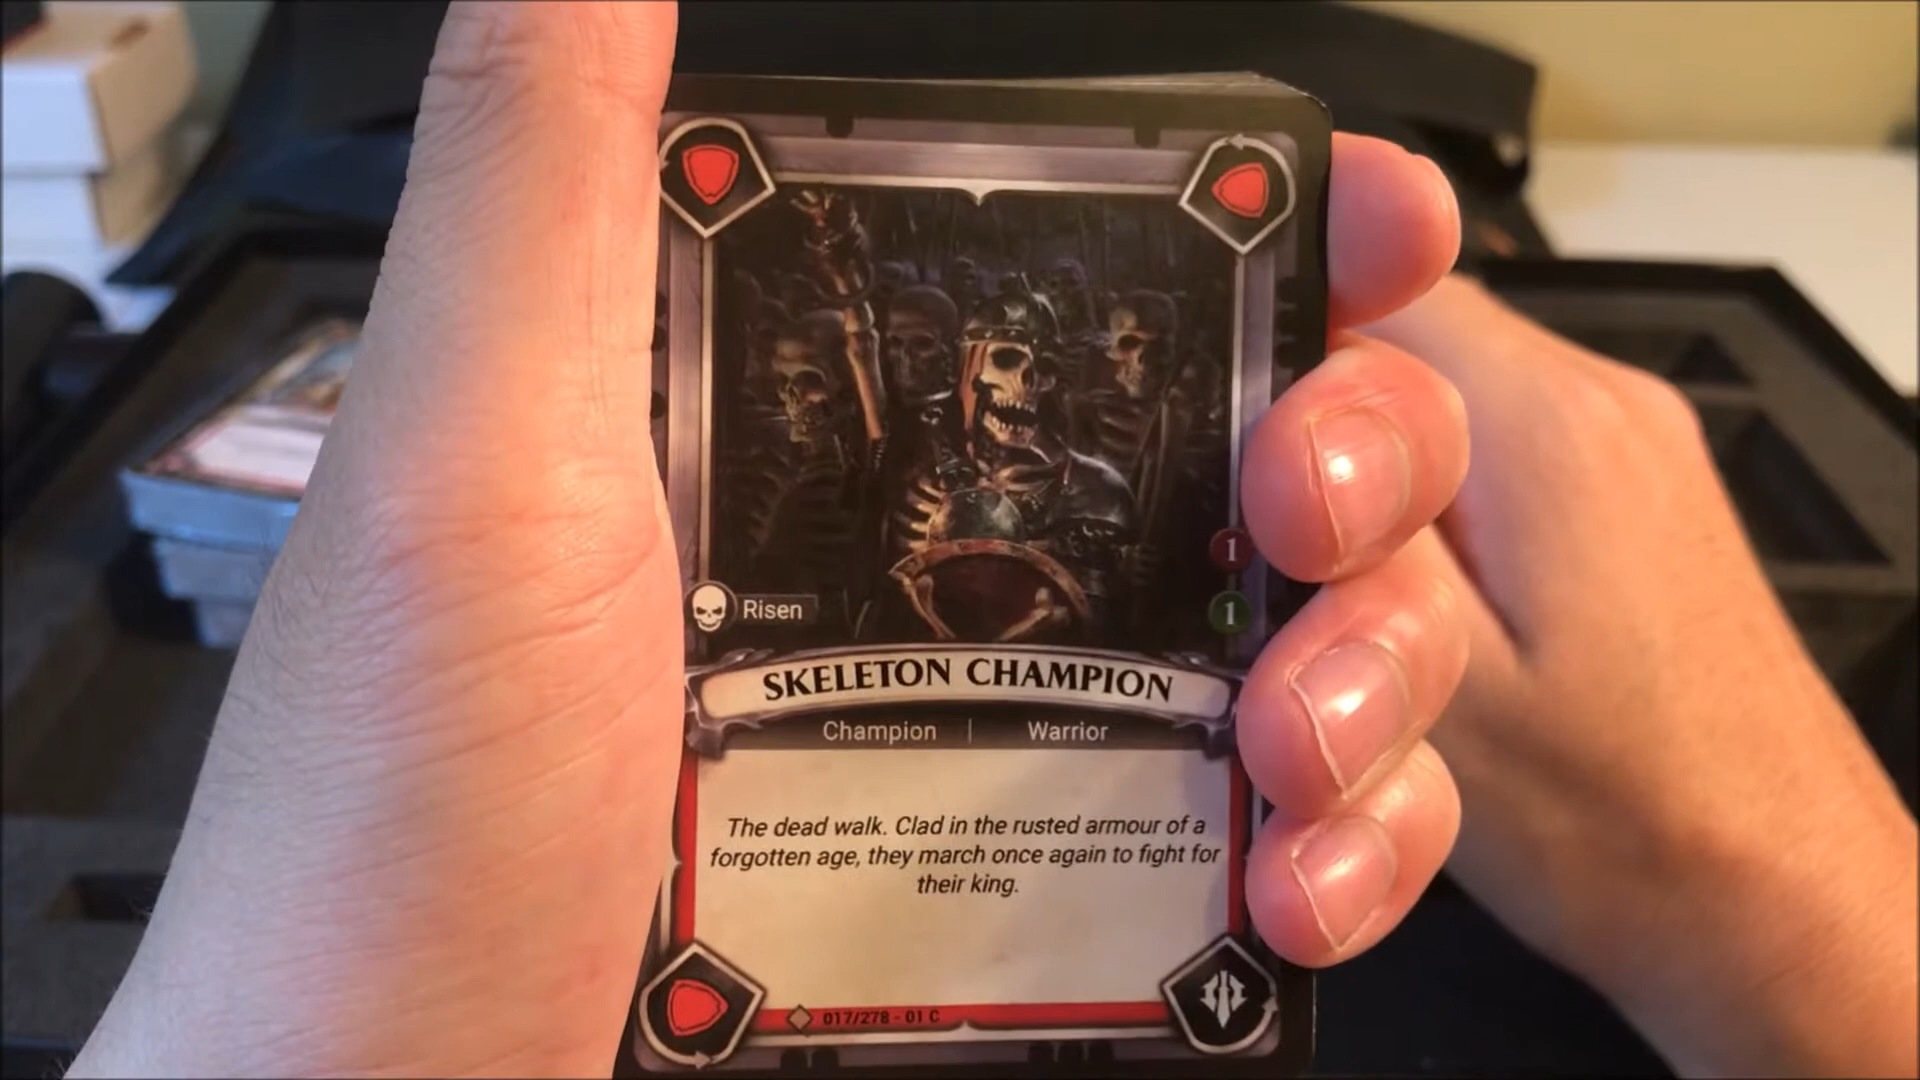 1
Risen
1
SKELETON CHAMPION
Champion | Warrior
The dead walk. Clad in the rusted armour of a
forgotten age, they march once again to fight for
their king.
017/278 - 01 C